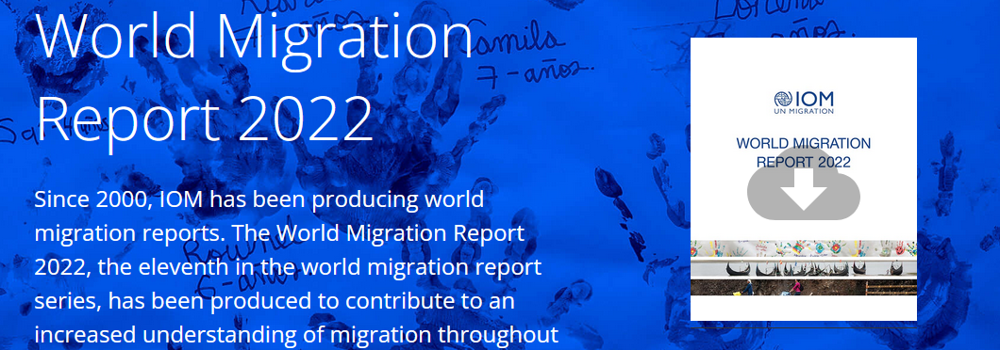 World Migration
Report 2022
Camila
7-años.
Since 2000, IOM has been producing world
migration reports. The World Migration Report
2022, the eleventh in the world migration report
series, has been produced to contribute to an
increased understanding of migration throughout
6-años
IOM
UN MIGRATION
WORLD MIGRATION
REPORT 2022